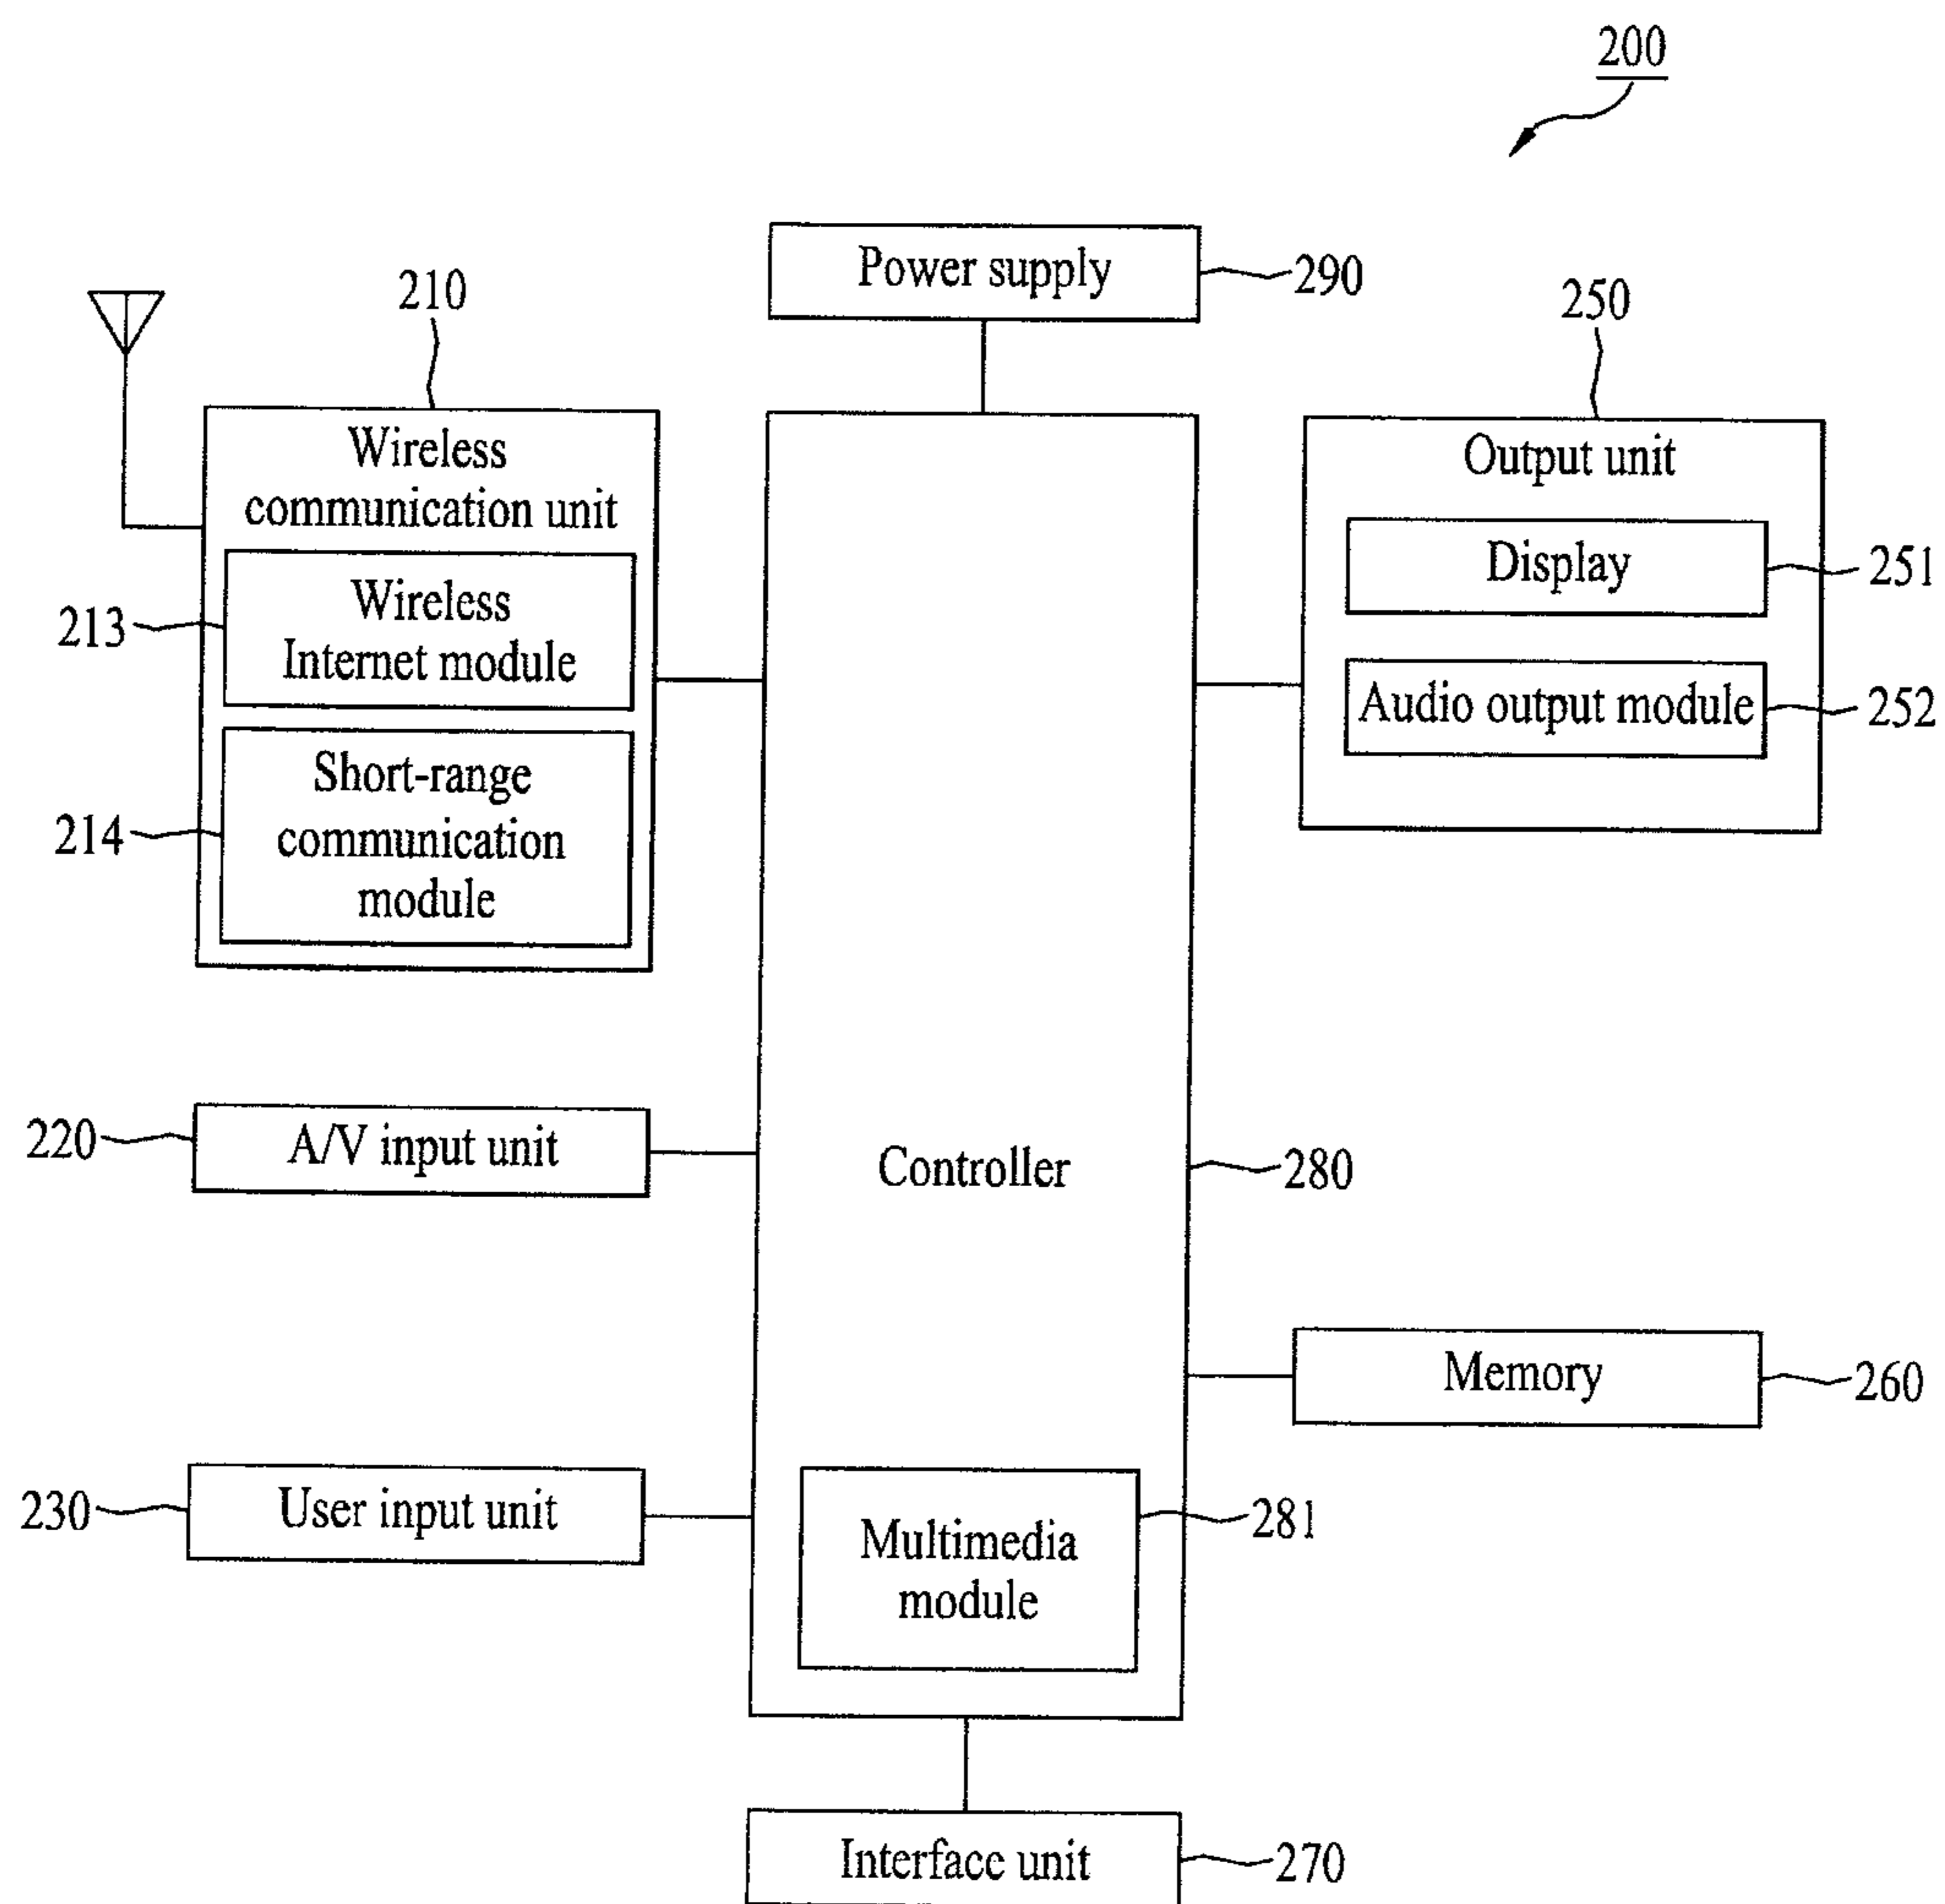 200
Power supply
290
210
250
Wireless
communication unit
Output unit
Wireless
Internet module
213
Display
251
Audio output module
252
Short-range
communication
module
214
220
A/V input unit
Controller
280
Memory
260
230
User input unit
Multimedia
module
281
Interface unit
270